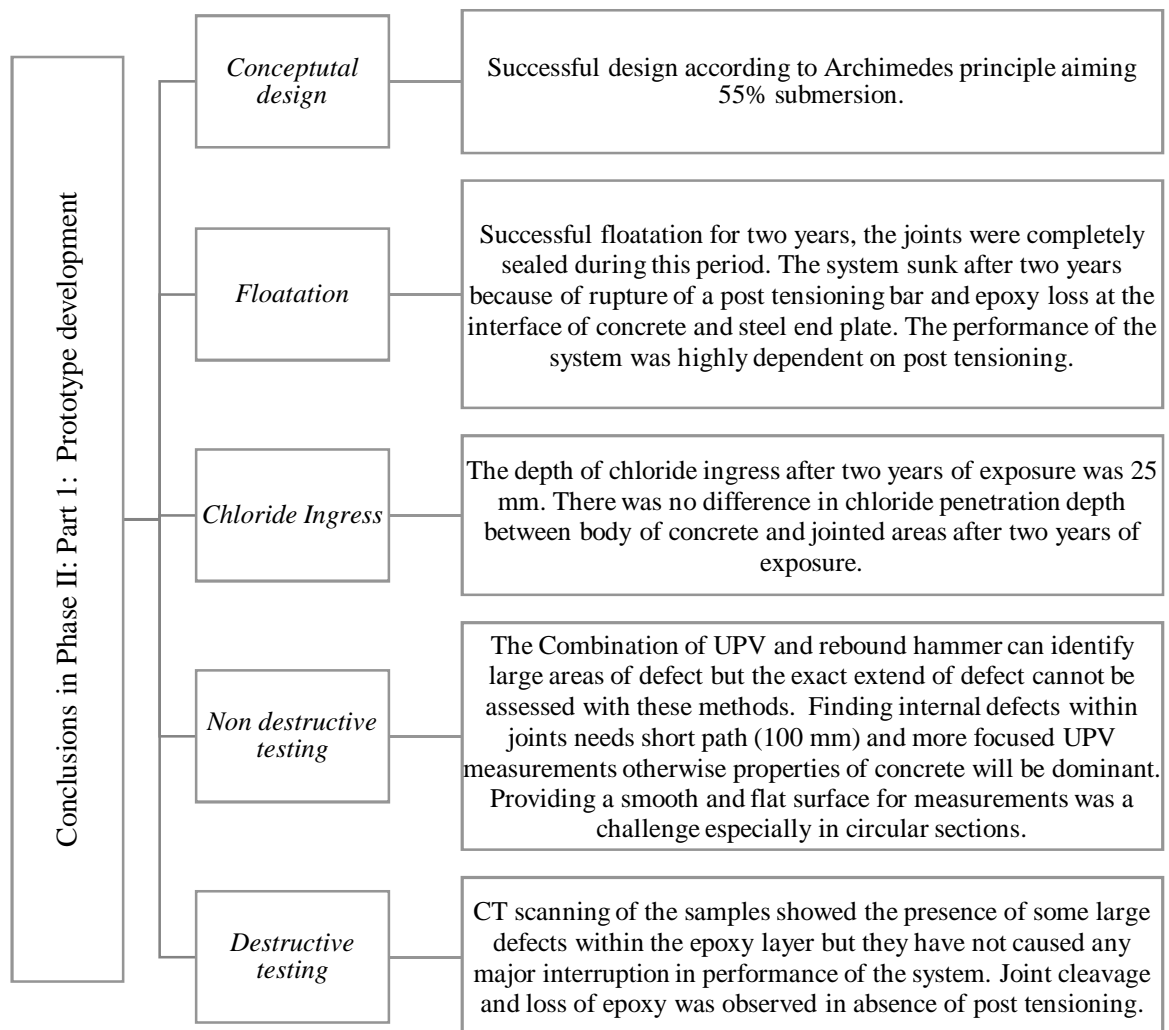 Conclusions in Phase II: Part 1:  Prototype development
Conceptutal
design
Successful design according to Archimedes principle aiming
55% submersion.
Floatation
Successful floatation for two years, the joints were completely
sealed during this period. The system sunk after two years
because of rupture of a post tensioning bar and epoxy loss at the
interface of concrete and steel end plate. The performance of the
system was highly dependent on post tensioning.
Chloride Ingress
The depth of chloride ingress after two years of exposure was 25
mm. There was no difference in chloride penetration depth
between body of concrete and jointed areas after two years of
exposure.
Non destructive
testing
The Combination of UPV and rebound hammer can identify
large areas of defect but the exact extend of defect cannot be
assessed with these methods.  Finding internal defects within
joints needs short path (100 mm) and more focused UPV
measurements otherwise properties of concrete will be dominant.
Providing a smooth and flat surface for measurements was a
challenge especially in circular sections.
Destructive
testing
CT scanning of the samples showed the presence of some large
defects within the epoxy layer but they have not caused any
major interruption in performance of the system. Joint cleavage
and loss of epoxy was observed in absence of post tensioning.